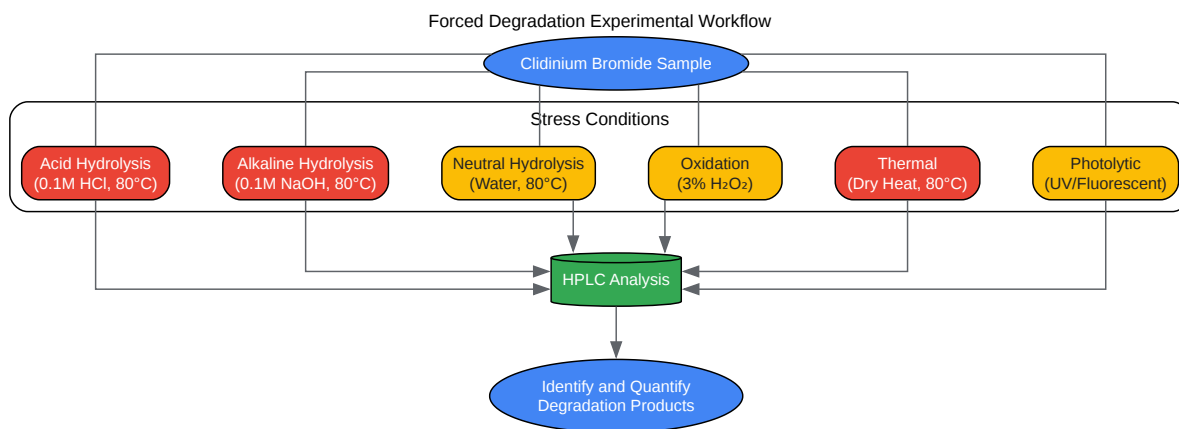 Forced Degradation Experimental Workflow
Clidinium Bromide Sample
Stress Conditions
Acid Hydrolysis
(0.1M HCl, 80°C)
Alkaline Hydrolysis
(0.1M NaOH, 80°C)
Neutral Hydrolysis
(Water, 80°C)
Oxidation
(3% H₂O₂)
Thermal
(Dry Heat, 80°C)
Photolytic
(UV/Fluorescent)
HPLC Analysis
Identify and Quantify
Degradation Products